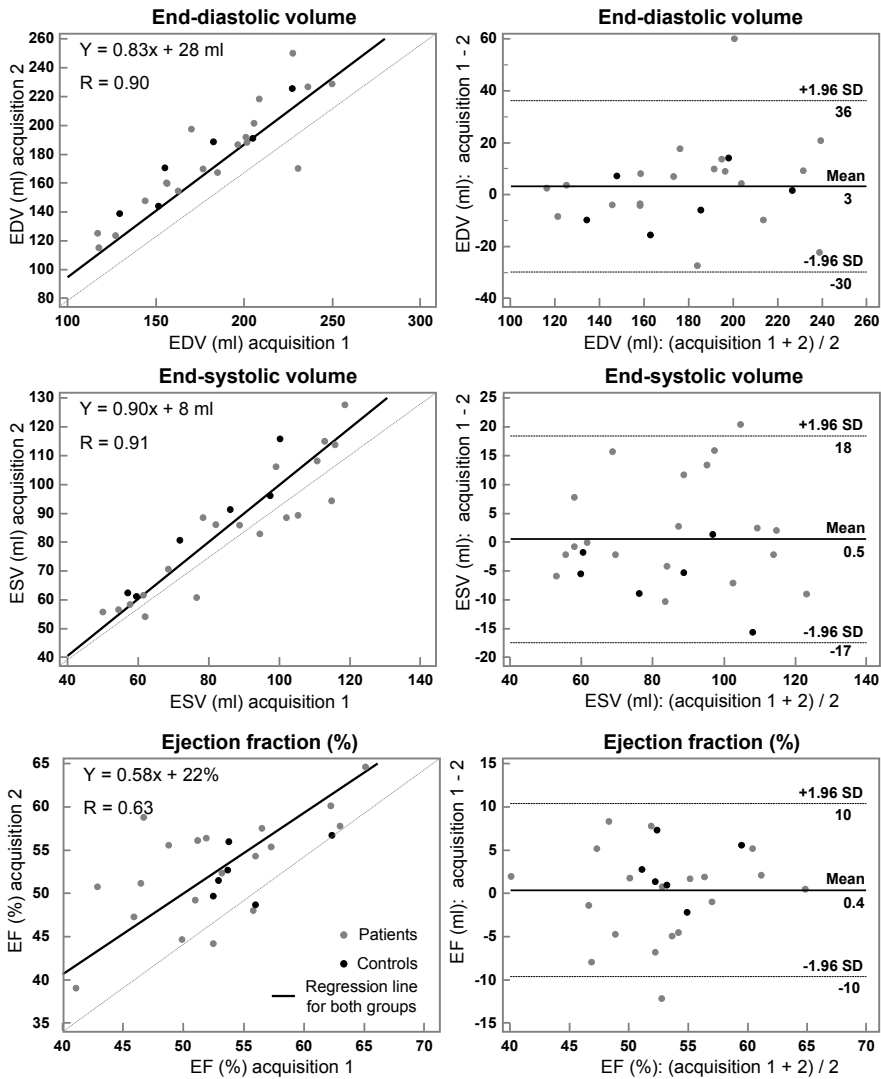 End-diastolic volume
Y = 0.83x + 28 ml
R = 0.90
EDV (ml) acquisition 2
260
240
220
200
180
160
140
120
100
80
100 150 200 250 300
EDV (ml) acquisition 1
End-diastolic volume
EDV (ml): acquisition 1 - 2
60
40
20
0
-20
-40
+1.96 SD
36
Mean
3
-1.96 SD
-30
100 120 140 160 180 200 220 240 260
EDV (ml): (acquisition 1 + 2) / 2
End-systolic volume
Y = 0.90x + 8 ml
R = 0.91
ESV (ml) acquisition 2
130
120
110
100
90
80
70
60
50
40
40 60 80 100 120 140
ESV (ml) acquisition 1
End-systolic volume
ESV (ml): acquisition 1 - 2
25
20
15
10
5
0
-5
-10
-15
-20
+1.96 SD
18
Mean
0.5
-1.96 SD
-17
40 60 80 100 120 140
ESV (ml): (acquisition 1 + 2) / 2
Ejection fraction (%)
Y = 0.58x + 22%
R = 0.63
EF (%) acquisition 2
65
60
55
50
45
40
35
Patients
Controls
Regression line
for both groups
40 45 50 55 60 65 70
EF (%) acquisition 1
Ejection fraction (%)
EF (ml): acquisition 1 - 2
15
10
5
0
-5
-10
-15
+1.96 SD
10
Mean
0.4
-1.96 SD
-10
40 45 50 55 60 65 70
EF (%): (acquisition 1 + 2) / 2